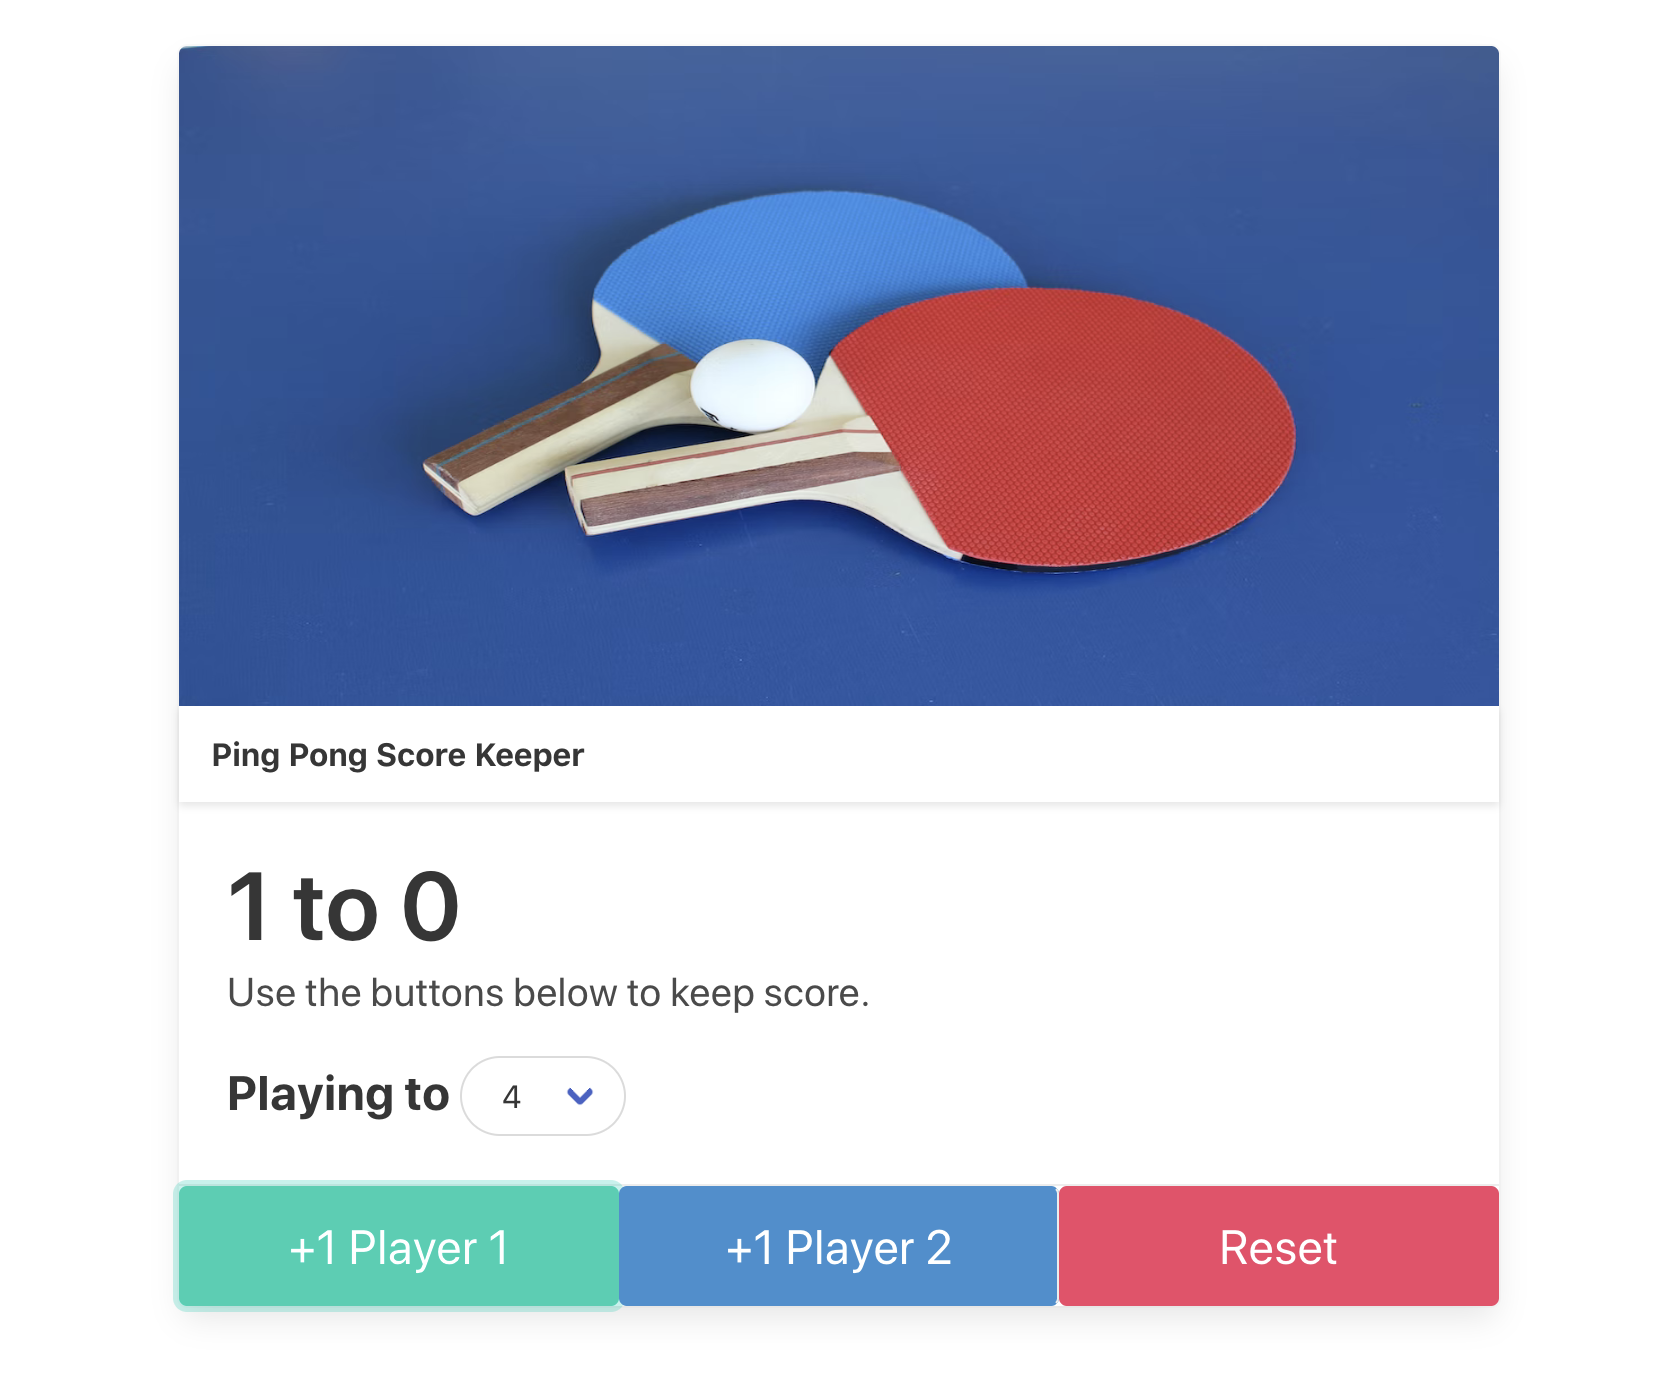 Ping Pong Score Keeper
1 to 0
Use the buttons below to keep score.
Playing to 4
+1 Player 1 +1 Player 2 Reset